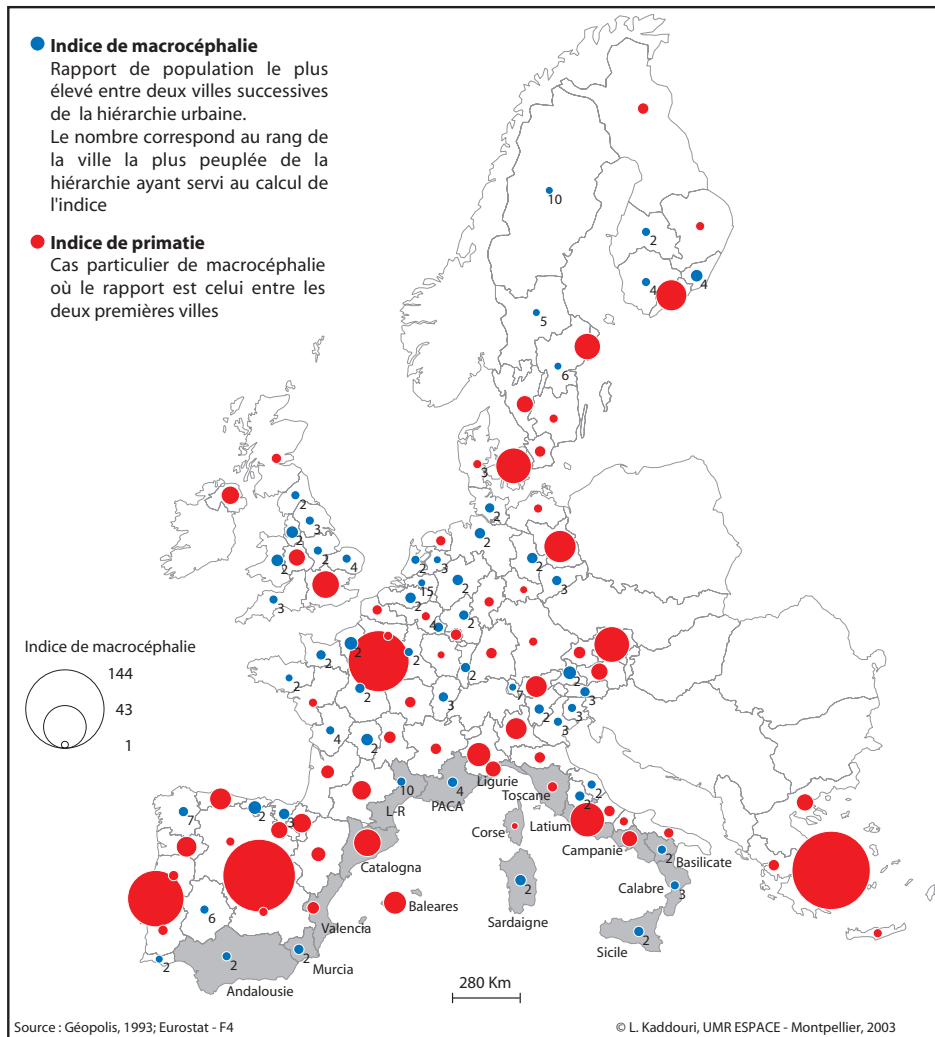 Indice de macrocéphalie
Rapport de population le plus
élevé entre deux villes successives
de la hiérarchie urbaine.
Le nombre correspond au rang de
la ville la plus peuplée de la
hiérarchie ayant servi au calcul de
l'indice
Indice de primatie
Cas particulier de macrocéphalie
où le rapport est celui entre les
deux premières villes
10
2
4
4
5
6
3
2
2
3
2
2
2
4
3
2
2
2
3
15
2
2
3
4
2
2
2
2
2
2
2
3
7
2
3
3
2
3
4
2
Indice de macrocéphalie
144
43
1
10
L-R
4
PACA
Ligurie
Toscane
2
2
Corse
Latium
Campanie
2
Basilicate
7
2
3
Catalogna
Baleares
2
Sardaigne
Calabre
3
6
Valencia
Sicile
2
2
2
2
Murcia
Andalousie
280 Km
Source : Géopolis, 1993; Eurostat - F4
© L. Kaddouri, UMR ESPACE - Montpellier, 2003